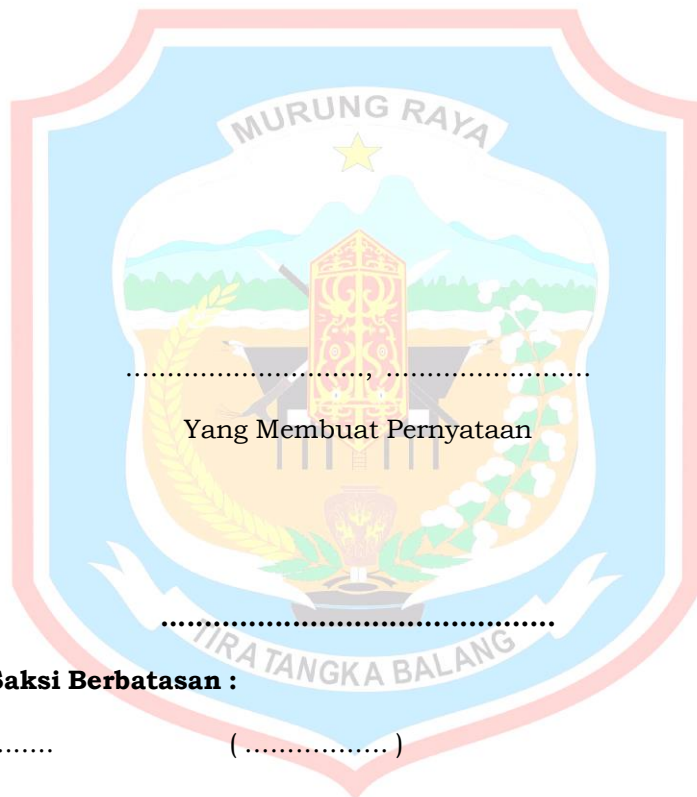 MURUNG RAYA
..............................., ..........................
Yang Membuat Pernyataan
................................................
TIRA TANGKA BALANG
Saksi Berbatasan :
....... ( ................. )